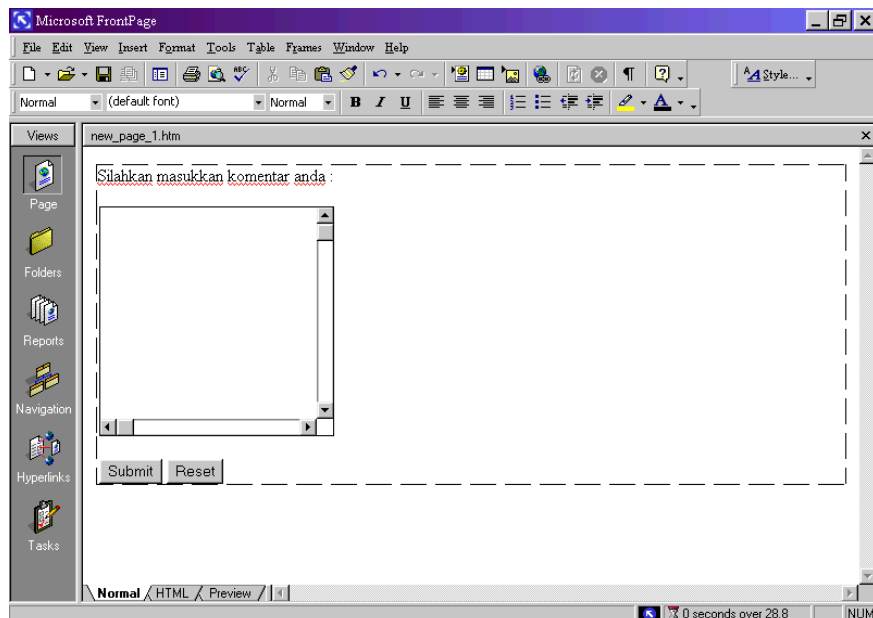 Microsoft FrontPage
File Edit View Insert Format Tools Table Frames Window Help
ABC
Style...
Normal (default font) Normal B I U A
Views new_page_1.htm
Silahkan masukkan komentar anda :
Page
Folders
Reports
Navigation
Submit Reset
Hyperlinks
Tasks
Normal HTML Preview
0 seconds over 28.8 NUM